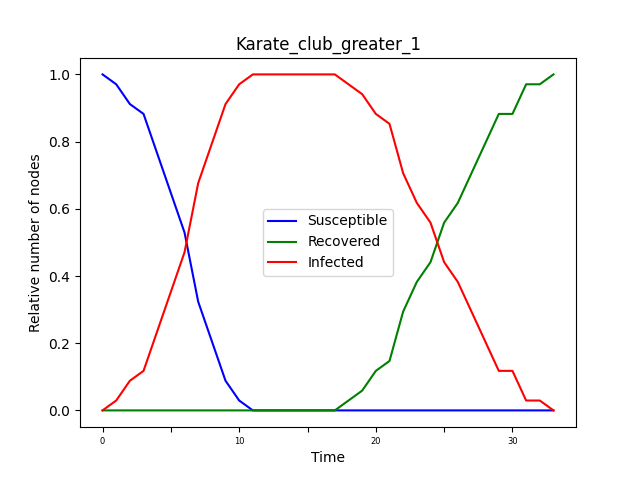 Karate_club_greater_1
Relative number of nodes
1.0
0.8
0.6
0.4
0.2
0.0
Susceptible
Recovered
Infected
0 10 20 30
Time